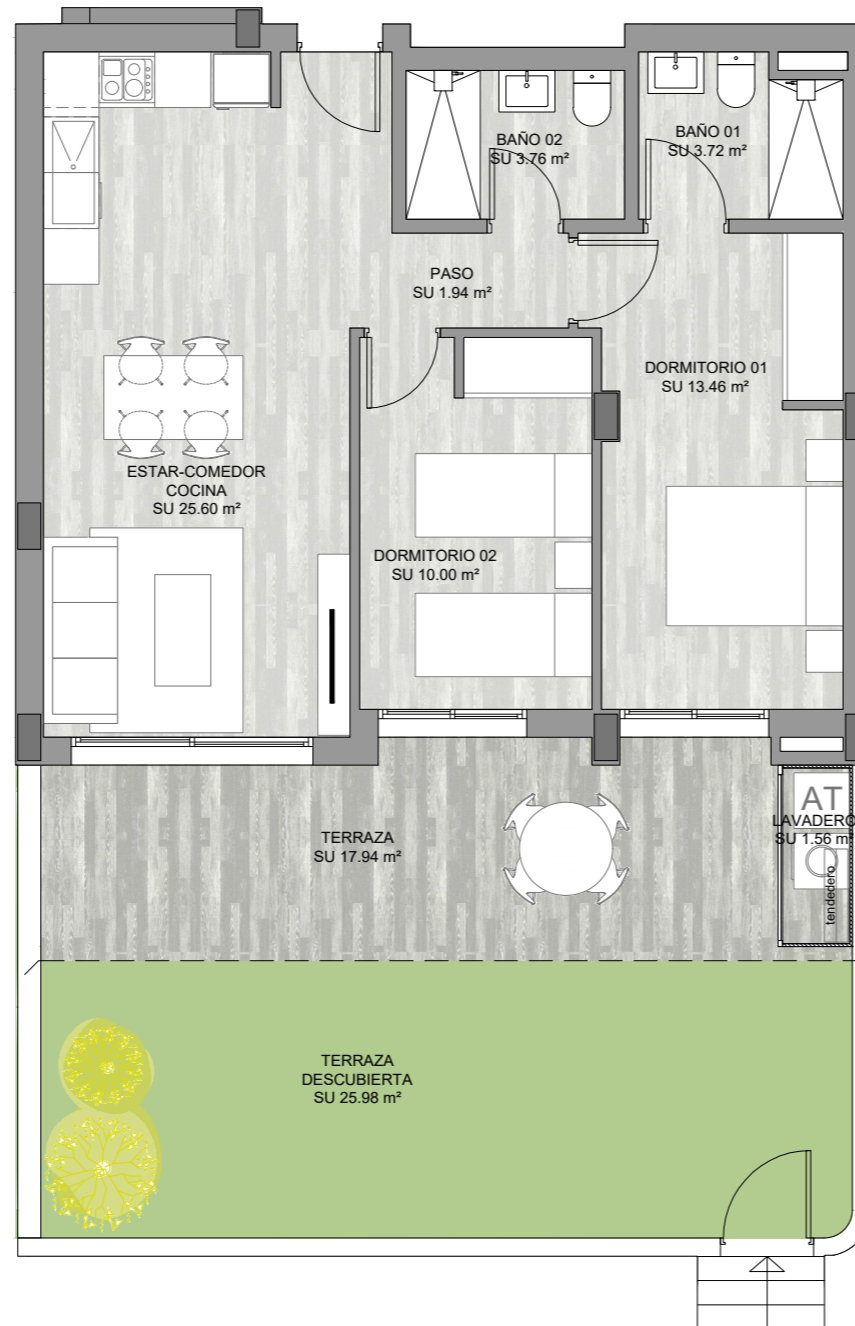 BAÑO 02
SU 3.76 m²
BAÑO 01
SU 3.72 m²
PASO
SU 1.94 m²
DORMITORIO 01
SU 13.46 m²
ESTAR-COMEDOR
COCINA
SU 25.60 m²
DORMITORIO 02
SU 10.00 m²
TERRAZA
SU 17.94 m²
AT
LAVADERO
SU 1.56 m²
tendedero
TERRAZA
DESCUBIERTA
SU 25.98 m²